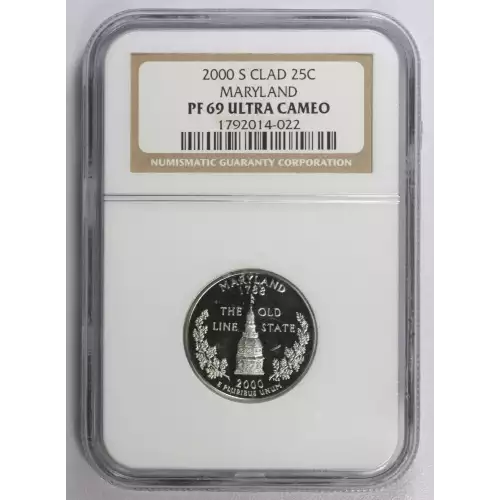 2000 S CLAD 25C
MARYLAND
PF 69 ULTRA CAMEO
1792014-022
NUMISMATIC GUARANTY CORPORATION
MARYLAND
1788
THE OLD
LINE STATE
2000
E PLURIBUS UNUM